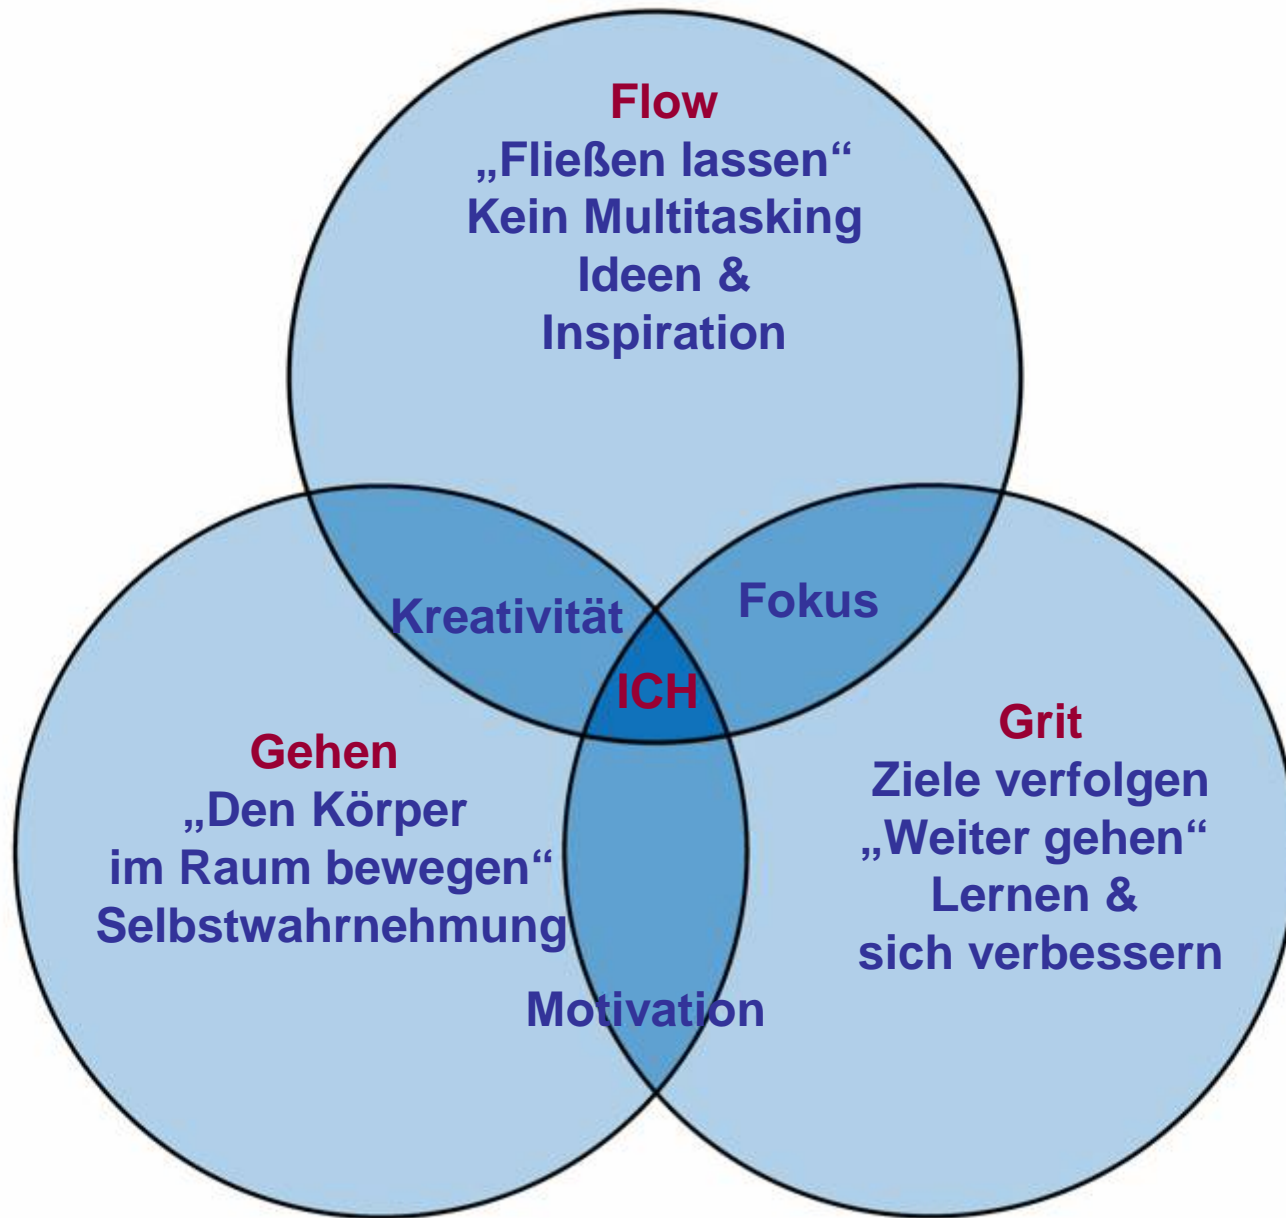 Flow
„Fließen lassen“
Kein Multitasking
Ideen &
Inspiration
Kreativität
Fokus
ICH
Gehen
„Den Körper
im Raum bewegen“
Selbstwahrnehmung
Grit
Ziele verfolgen
„Weiter gehen“
Lernen &
sich verbessern
Motivation